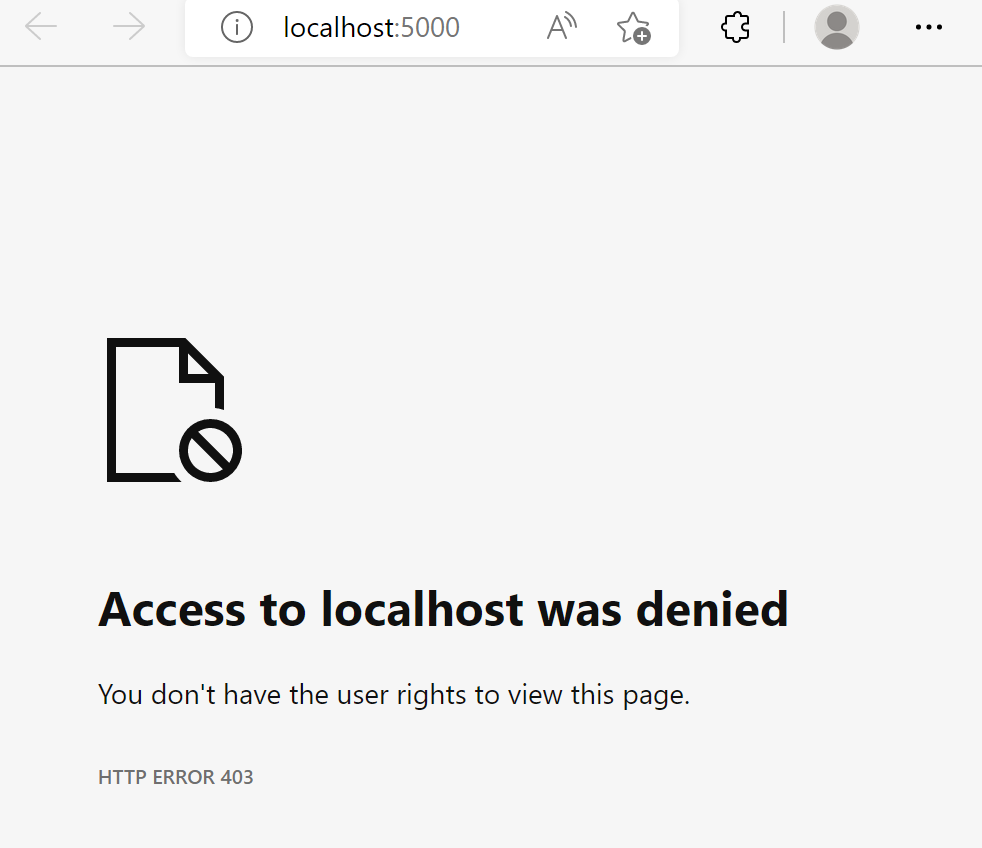 localhost:5000
Access to localhost was denied
You don't have the user rights to view this page.
HTTP ERROR 403